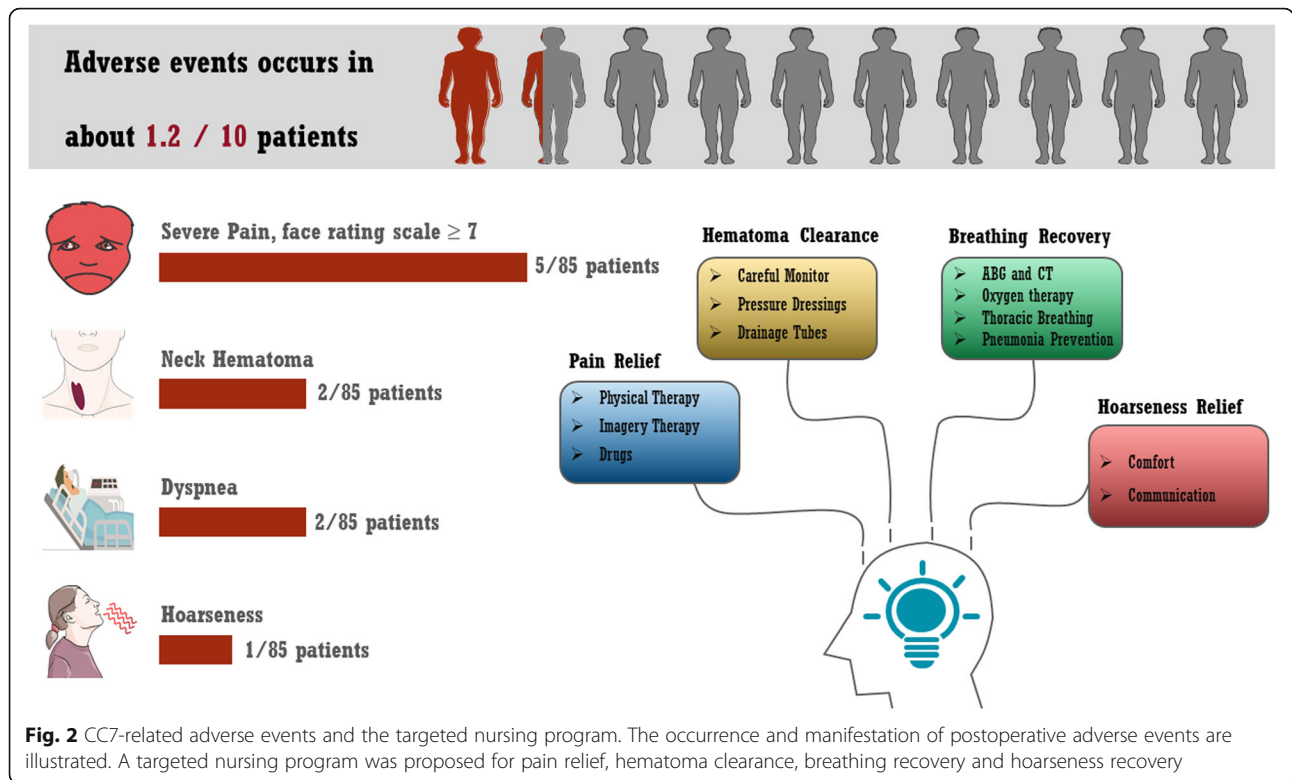 Adverse events occurs in
about 1.2 / 10 patients
Severe Pain, face rating scale ≥ 7
5/85 patients
Neck Hematoma
2/85 patients
Dyspnea
2/85 patients
Hoarseness
1/85 patients
Pain Relief
➢ Physical Therapy
➢ Imagery Therapy
➢ Drugs
Hematoma Clearance
➢ Careful Monitor
➢ Pressure Dressings
➢ Drainage Tubes
Breathing Recovery
➢ ABG and CT
➢ Oxygen therapy
➢ Thoracic Breathing
➢ Pneumonia Prevention
Hoarseness Relief
➢ Comfort
➢ Communication
Fig. 2 CC7-related adverse events and the targeted nursing program. The occurrence and manifestation of postoperative adverse events are
illustrated. A targeted nursing program was proposed for pain relief, hematoma clearance, breathing recovery and hoarseness recovery